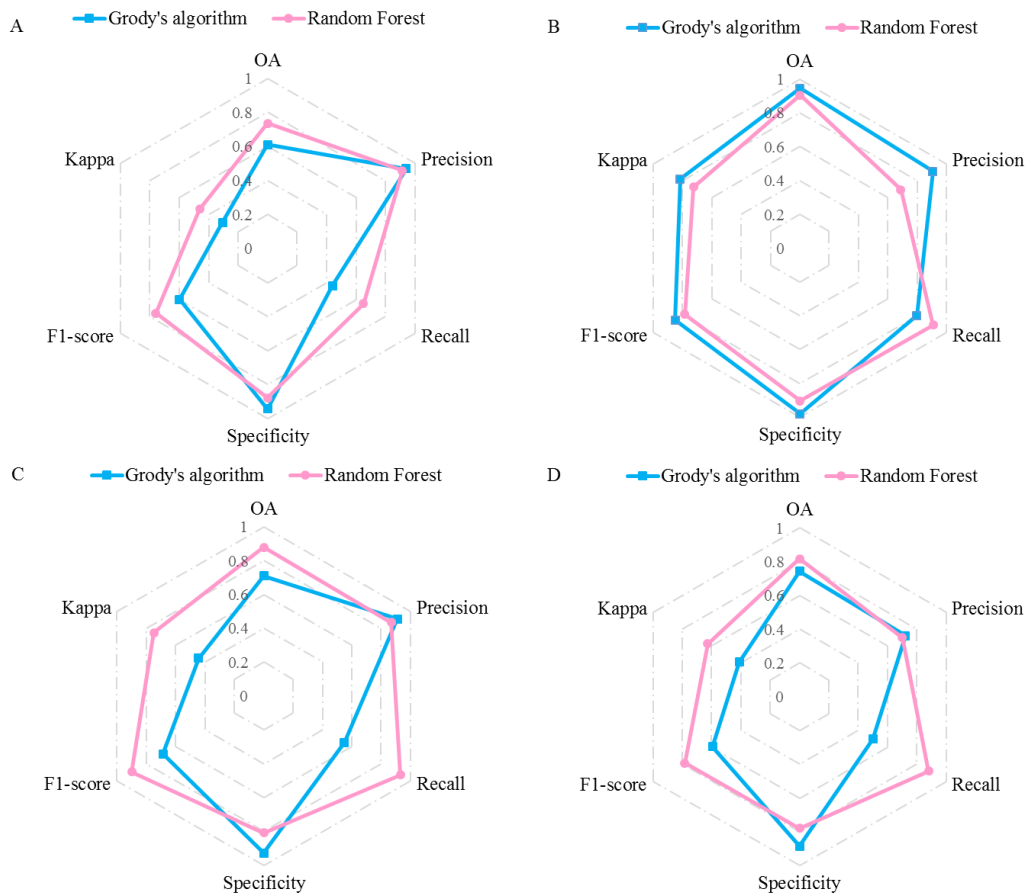 A
Grody's algorithm Random Forest
OA
1
0.8
0.6
0.4
0.2
0
Kappa
Precision
F1-score
Recall
Specificity
B
Grody's algorithm Random Forest
OA
1
0.8
0.6
0.4
0.2
0
Kappa
Precision
F1-score
Recall
Specificity
C
Grody's algorithm Random Forest
OA
1
0.8
0.6
0.4
0.2
0
Kappa
Precision
F1-score
Recall
Specificity
D
Grody's algorithm Random Forest
OA
1
0.8
0.6
0.4
0.2
0
Kappa
Precision
F1-score
Recall
Specificity